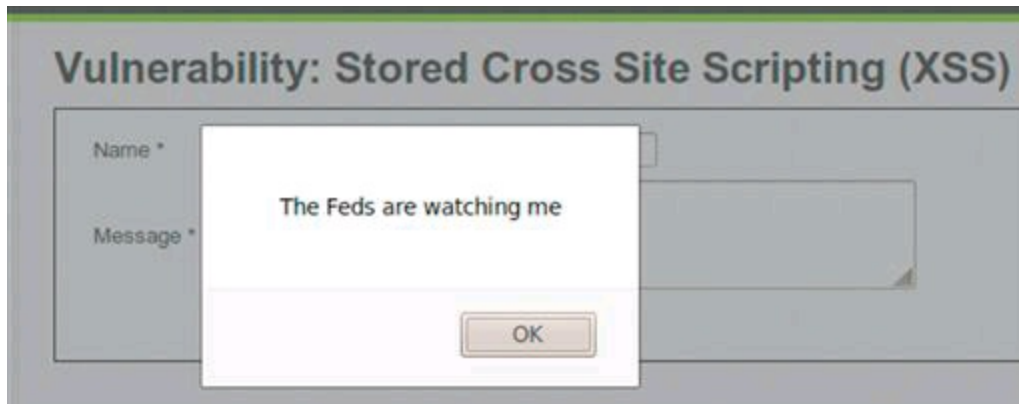 Vulnerability: Stored Cross Site Scripting (XSS)
Name *
The Feds are watching me
Message *
OK